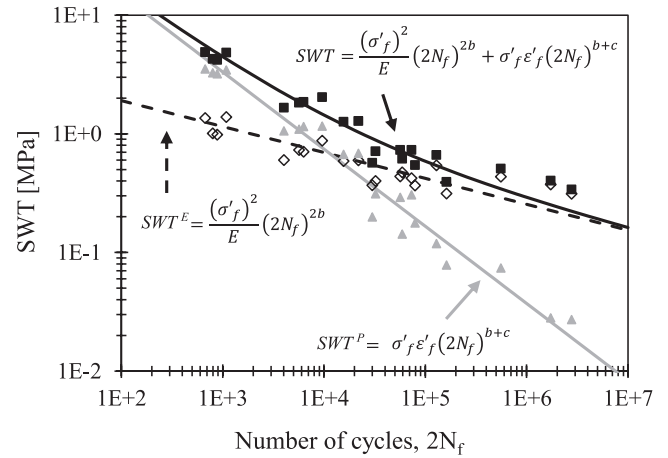 1E+1
SWT = (σ′f)²/E (2Nf)^2b + σ′f ε′f (2Nf)^b+c
1E+0
SWT [MPa]
SWT^E = (σ′f)²/E (2Nf)^2b
1E-1
SWT^P = σ′f ε′f (2Nf)^b+c
1E-2
1E+2 1E+3 1E+4 1E+5 1E+6 1E+7
Number of cycles, 2Nf